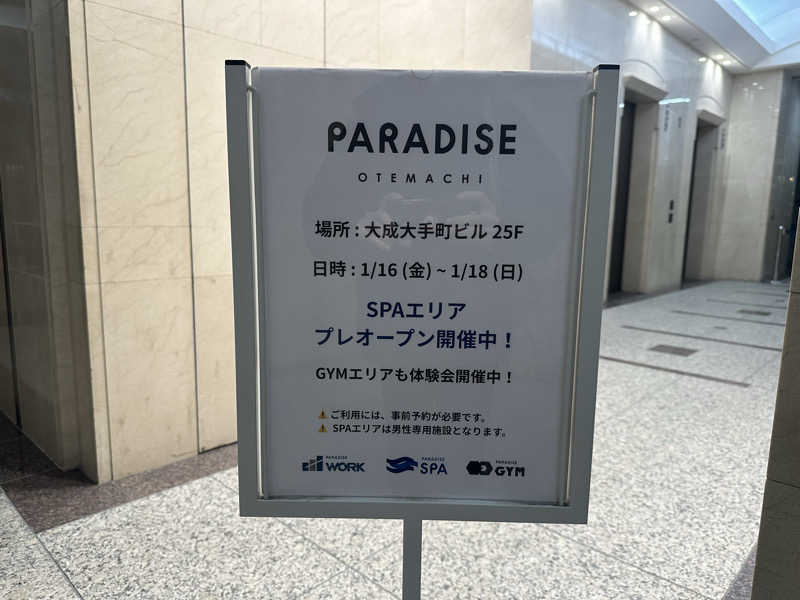 PARADISE
OTEMACHI
場所 : 大成大手町ビル 25F
日時 : 1/16 (金) ~ 1/18 (日)
SPAエリア
プレオープン開催中！
GYMエリアも体験会開催中！
⚠ ご利用には、事前予約が必要です。
⚠ SPAエリアは男性専用施設となります。
PARADISE WORK
PARADISE SPA
PARADISE GYM